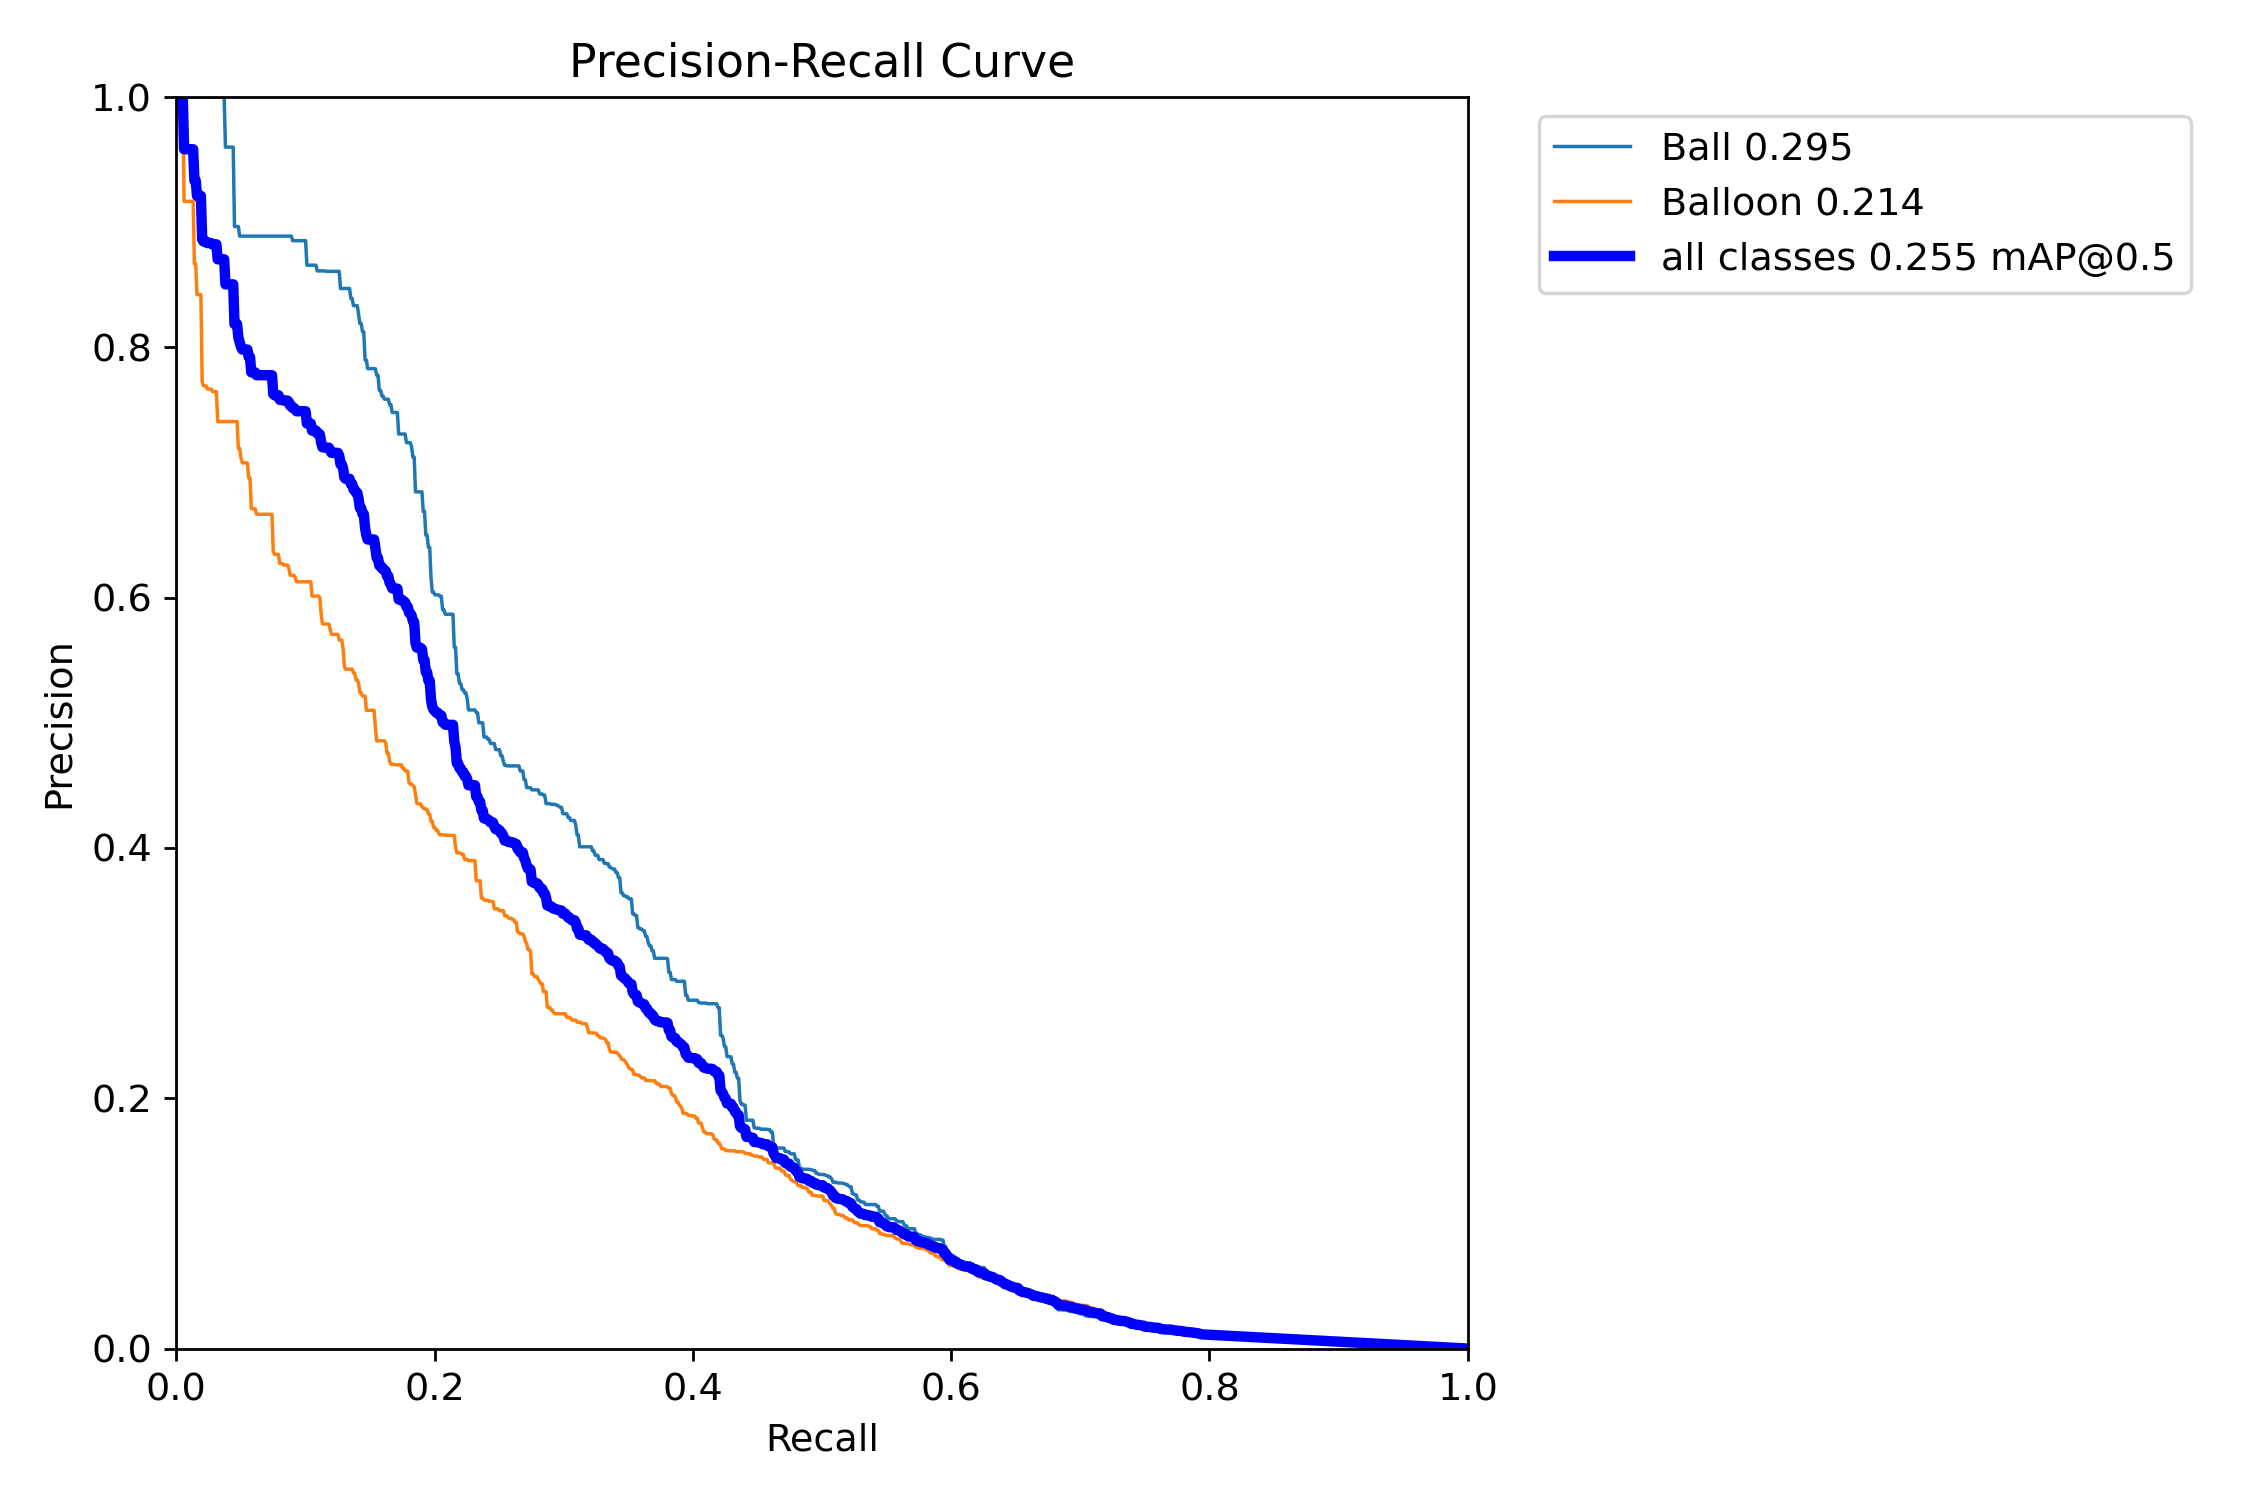 Precision-Recall Curve
1.0
0.8
0.6
0.4
0.2
0.0
Precision
0.0 0.2 0.4 0.6 0.8 1.0
Recall
Ball 0.295
Balloon 0.214
all classes 0.255 mAP@0.5